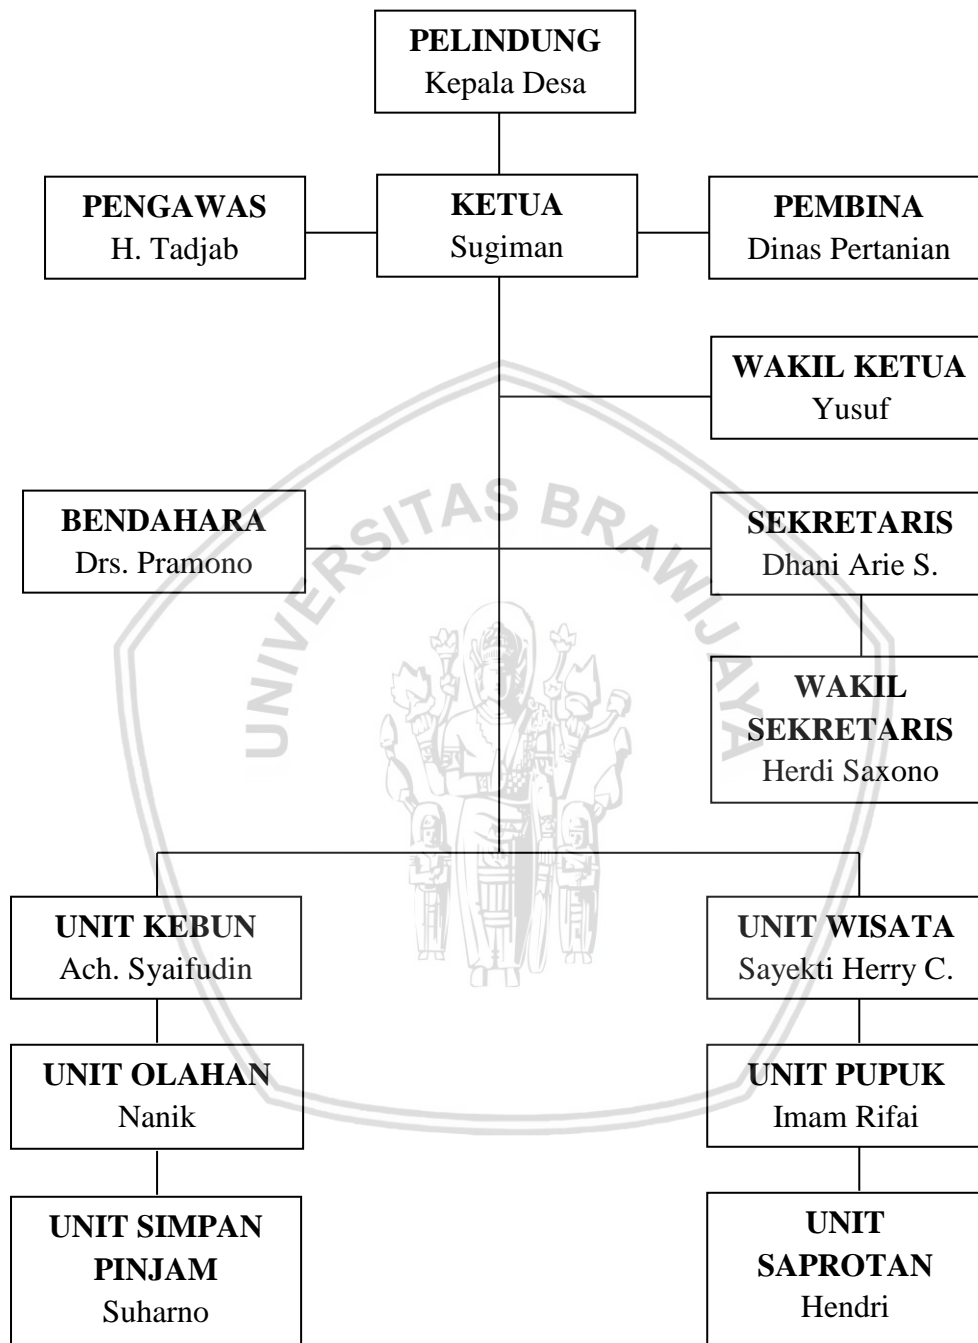 PELINDUNG
Kepala Desa
PENGAWAS
H. Tadjab
KETUA
Sugiman
PEMBINA
Dinas Pertanian
WAKIL KETUA
Yusuf
BENDAHARA
Drs. Pramono
SEKRETARIS
Dhani Arie S.
UNIVERSITAS BRAWIJAYA
WAKIL
SEKRETARIS
Herdi Saxono
UNIT KEBUN
Ach. Syaifudin
UNIT WISATA
Sayekti Herry C.
UNIT OLAHAN
Nanik
UNIT PUPUK
Imam Rifai
UNIT SIMPAN
PINJAM
Suharno
UNIT
SAPROTAN
Hendri